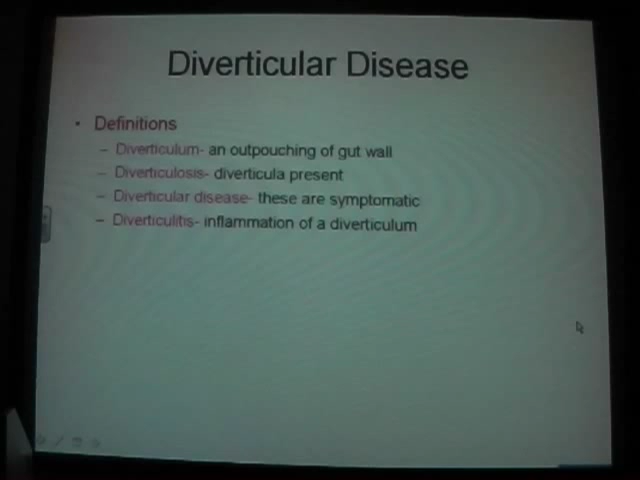 Diverticular Disease
• Definitions
– Diverticulum- an outpouching of gut wall
– Diverticulosis- diverticula present
– Diverticular disease- these are symptomatic
– Diverticulitis- inflammation of a diverticulum